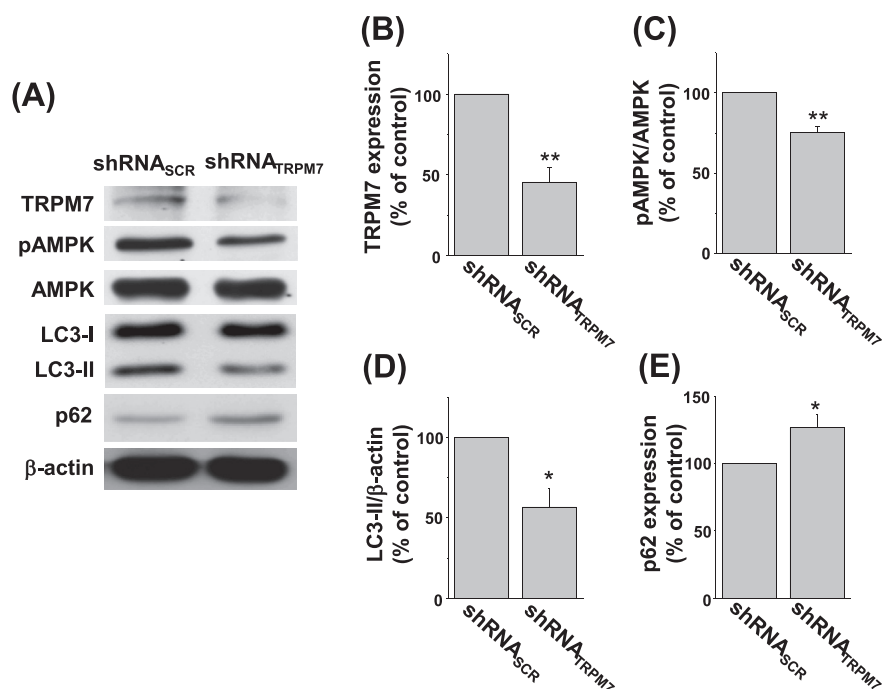 (A)
shRNASCR shRNATRPM7
TRPM7
pAMPK
AMPK
LC3-I
LC3-II
p62
β-actin
(B)
TRPM7 expression
(% of control)
100
50
0
**
shRNASCR
shRNATRPM7
(C)
pAMPK/AMPK
(% of control)
100
50
0
**
shRNASCR
shRNATRPM7
(D)
LC3-II/β-actin
(% of control)
100
50
0
*
shRNASCR
shRNATRPM7
(E)
p62 expression
(% of control)
150
100
50
0
*
shRNASCR
shRNATRPM7